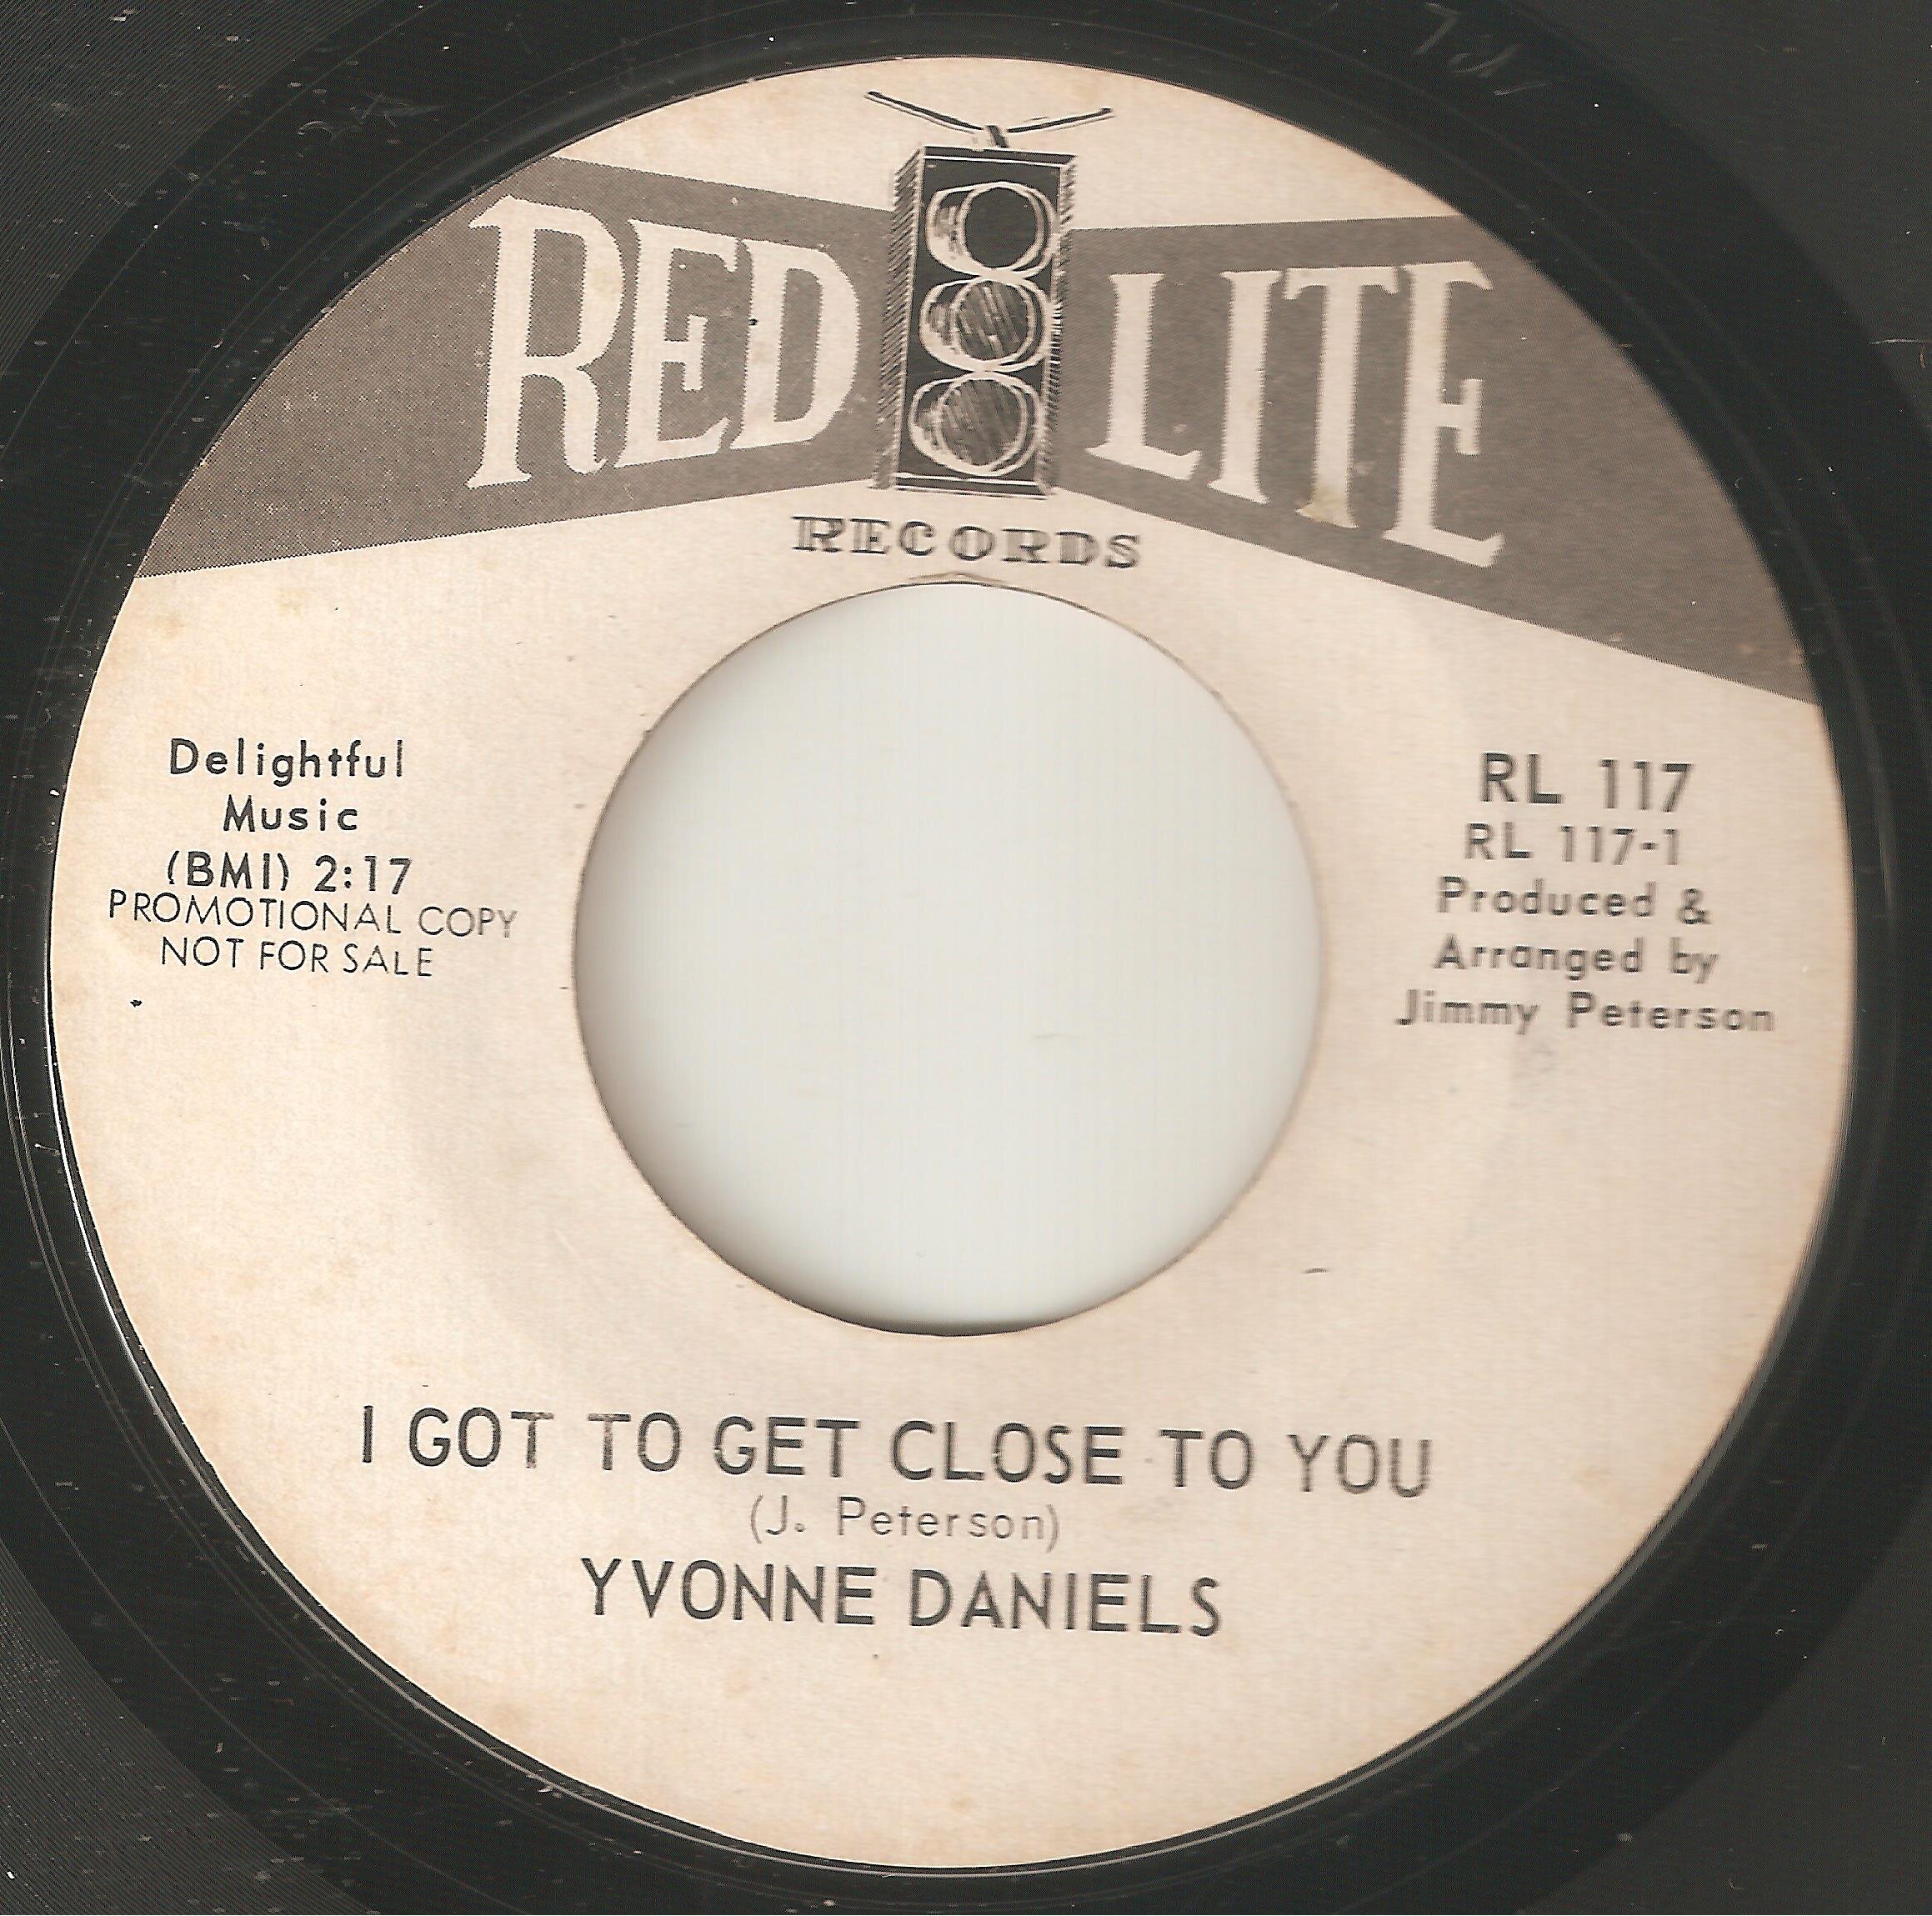 RED LITE
RECORDS
Delightful
Music
(BMI) 2:17
PROMOTIONAL COPY
NOT FOR SALE
RL 117
RL 117-1
Produced &
Arranged by
Jimmy Peterson
I GOT TO GET CLOSE TO YOU
(J. Peterson)
YVONNE DANIELS